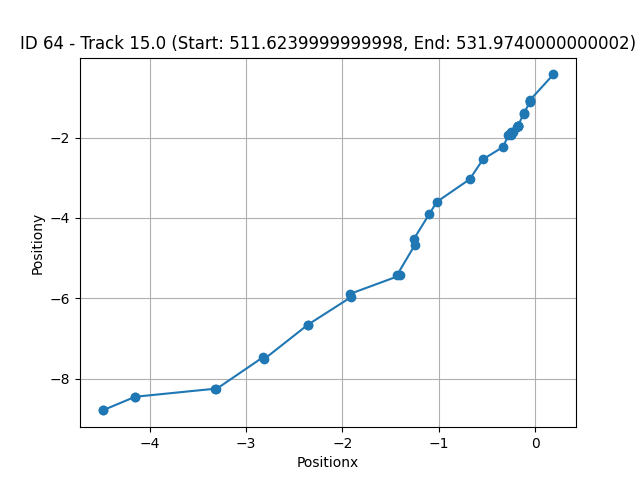 ID 64 - Track 15.0 (Start: 511.6239999999998, End: 531.9740000000002)
−2
−4
−6
−8
Positiony
−4 −3 −2 −1 0
Positionx